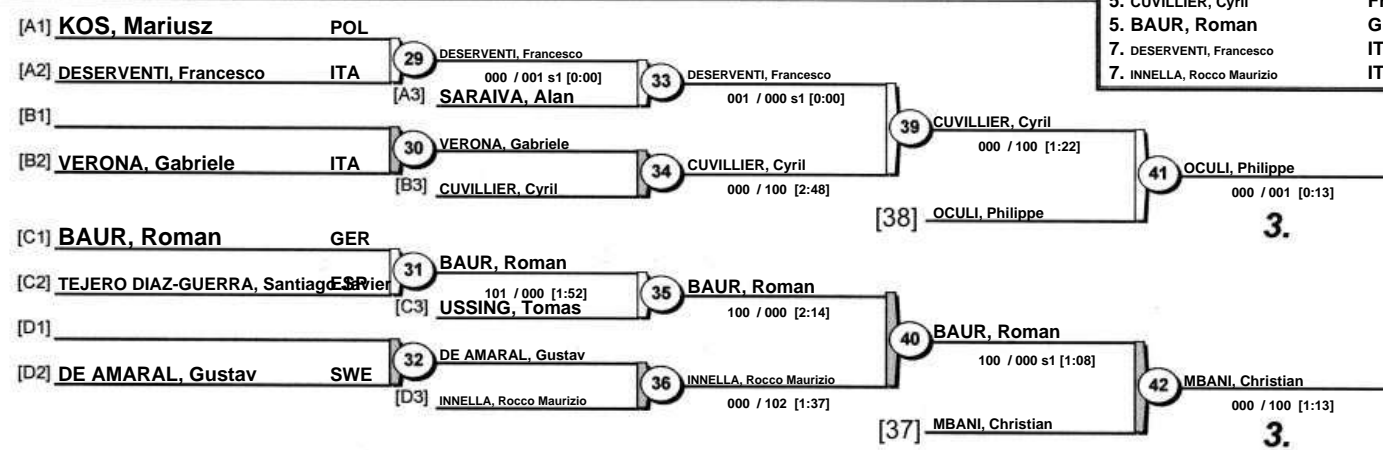 5. CUVILLIER, Cyril
5. BAUR, Roman G
7. DESERVENTI, Francesco IT
7. INNELLA, Rocco Maurizio IT
[A1] KOS, Mariusz POL
29
DESERVENTI, Francesco
000 / 001 s1 [0:00]
[A2] DESERVENTI, Francesco ITA
[A3] SARAIVA, Alan
33
DESERVENTI, Francesco
001 / 000 s1 [0:00]
[B1]
30
VERONA, Gabriele
[B2] VERONA, Gabriele ITA
[B3] CUVILLIER, Cyril
34
CUVILLIER, Cyril
000 / 100 [2:48]
39
CUVILLIER, Cyril
000 / 100 [1:22]
[38] OCULI, Philippe
41
OCULI, Philippe
000 / 001 [0:13]
3.
[C1] BAUR, Roman GER
31
BAUR, Roman
101 / 000 [1:52]
[C2] TEJERO DIAZ-GUERRA, Santiago Javier ESP
[C3] USSING, Tomas
35
BAUR, Roman
100 / 000 [2:14]
[D1]
32
DE AMARAL, Gustav
[D2] DE AMARAL, Gustav SWE
[D3] INNELLA, Rocco Maurizio
36
INNELLA, Rocco Maurizio
000 / 102 [1:37]
40
BAUR, Roman
100 / 000 s1 [1:08]
[37] MBANI, Christian
42
MBANI, Christian
000 / 100 [1:13]
3.